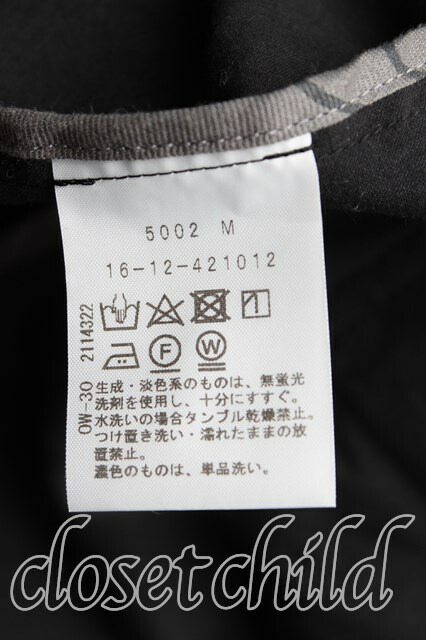 5002 M
16-12-421012
OW-30 2114322
F W
生成・淡色系のものは、無蛍光
洗剤を使用し、十分にすすぐ。
水洗いの場合タンブル乾燥禁止。
つけ置き洗い・濡れたままの放
置禁止。
濃色のものは、単品洗い。
closet child